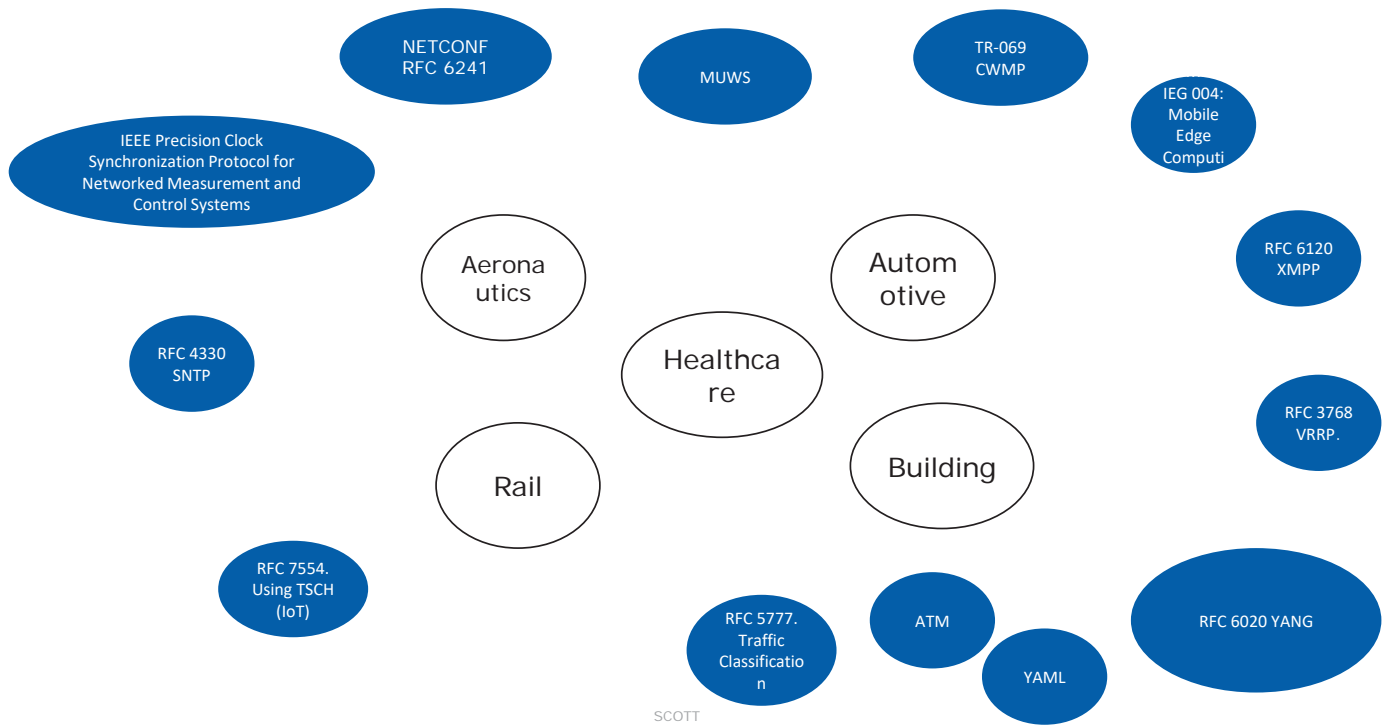 NETCONF
RFC 6241
MUWS
TR-069
CWMP
IEG 004:
Mobile
Edge
Computi
IEEE Precision Clock
Synchronization Protocol for
Networked Measurement and
Control Systems
Aerona
utics
Autom
otive
RFC 6120
XMPP
RFC 4330
SNTP
Healthca
re
RFC 3768
VRRP.
Rail
Building
RFC 7554.
Using TSCH
(IoT)
RFC 5777.
Traffic
Classificatio
n
ATM
YAML
RFC 6020 YANG
SCOTT